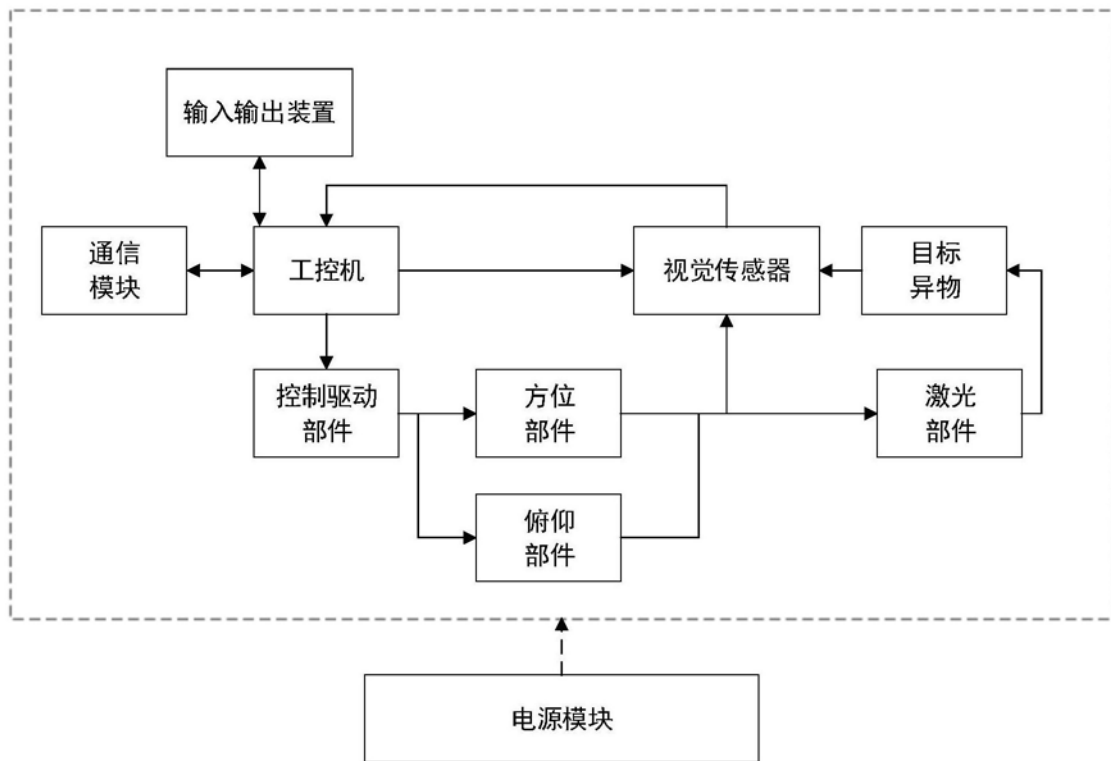 输入输出装置
通信
模块
工控机
视觉传感器
目标
异物
控制驱动
部件
方位
部件
激光
部件
俯仰
部件
电源模块